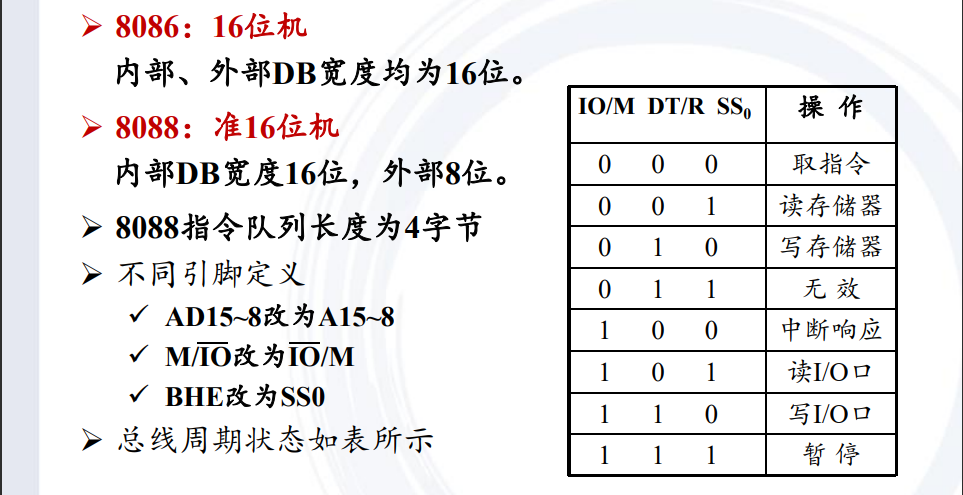 ➢ 8086：16位机
内部、外部DB宽度均为16位。
➢ 8088：准16位机
内部DB宽度16位，外部8位。
➢ 8088指令队列长度为4字节
➢ 不同引脚定义
✓ AD15~8改为A15~8
✓ M/I̅O̅改为I̅O̅/M
✓ BHE改为SS0
➢ 总线周期状态如表所示
IO/M DT/R SS₀ 操 作
0 0 0 取指令
0 0 1 读存储器
0 1 0 写存储器
0 1 1 无 效
1 0 0 中断响应
1 0 1 读I/O口
1 1 0 写I/O口
1 1 1 暂 停